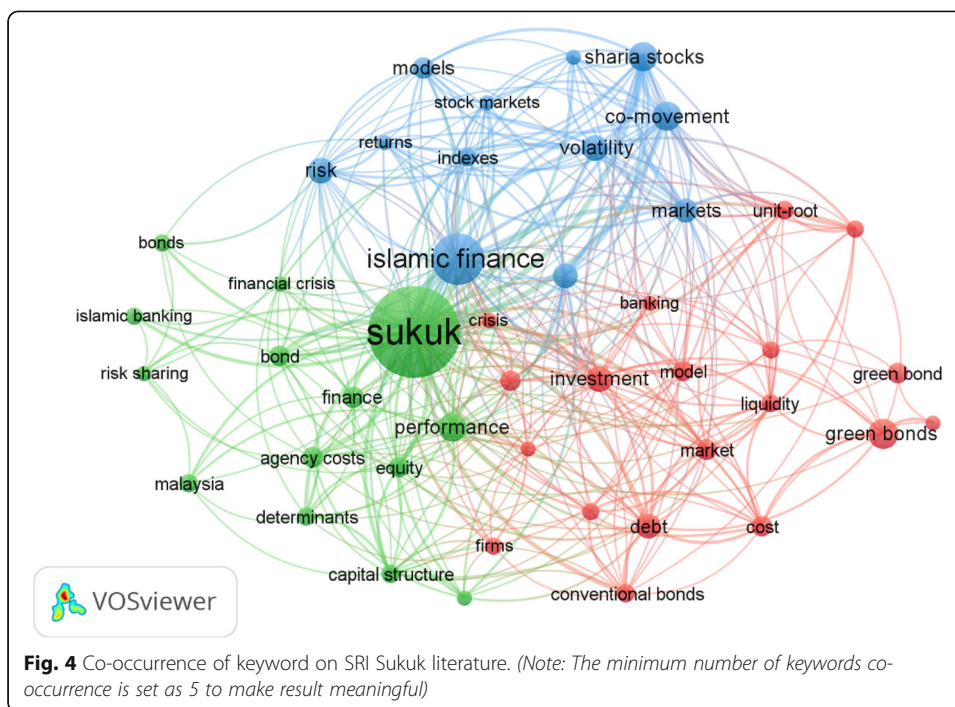 sharia stocks
models
stock markets
co-movement
returns
indexes
volatility
risk
markets
unit-root
bonds
islamic finance
financial crisis
banking
islamic banking
sukuk
crisis
bond
risk sharing
investment
model
green bond
finance
liquidity
performance
green bonds
market
agency costs
equity
malaysia
determinants
debt
cost
firms
capital structure
conventional bonds
VOSviewer
Fig. 4 Co-occurrence of keyword on SRI Sukuk literature. (Note: The minimum number of keywords co-
occurrence is set as 5 to make result meaningful)